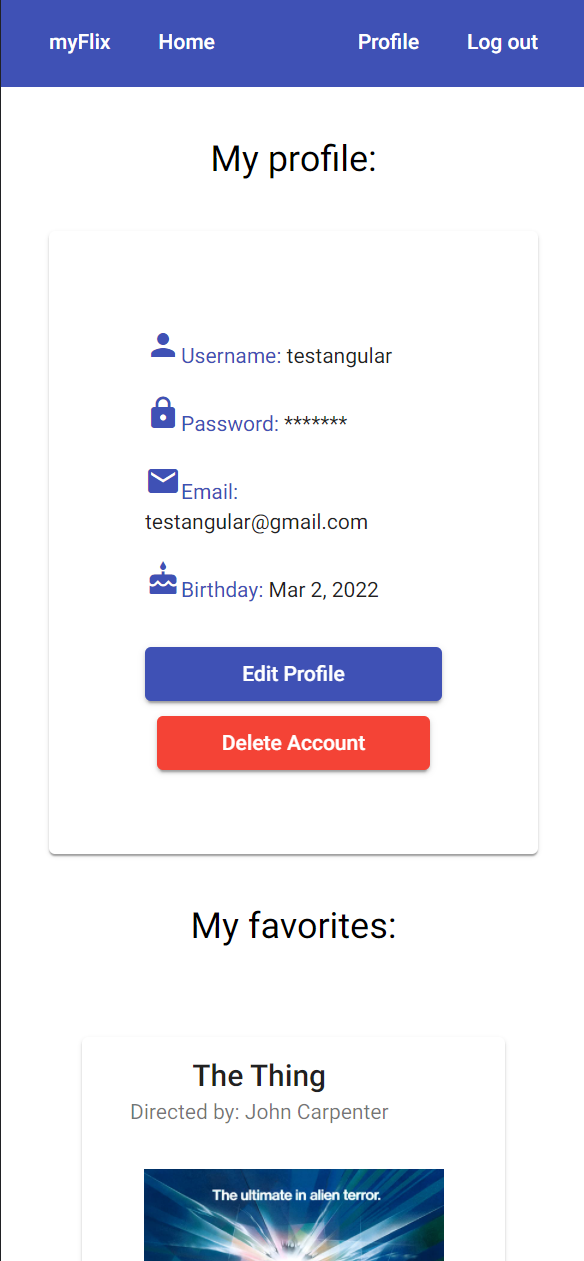 myFlix Home Profile Log out
My profile:
Username: testangular
Password: *******
Email:
testangular@gmail.com
Birthday: Mar 2, 2022
Edit Profile
Delete Account
My favorites:
The Thing
Directed by: John Carpenter
The ultimate in alien terror.